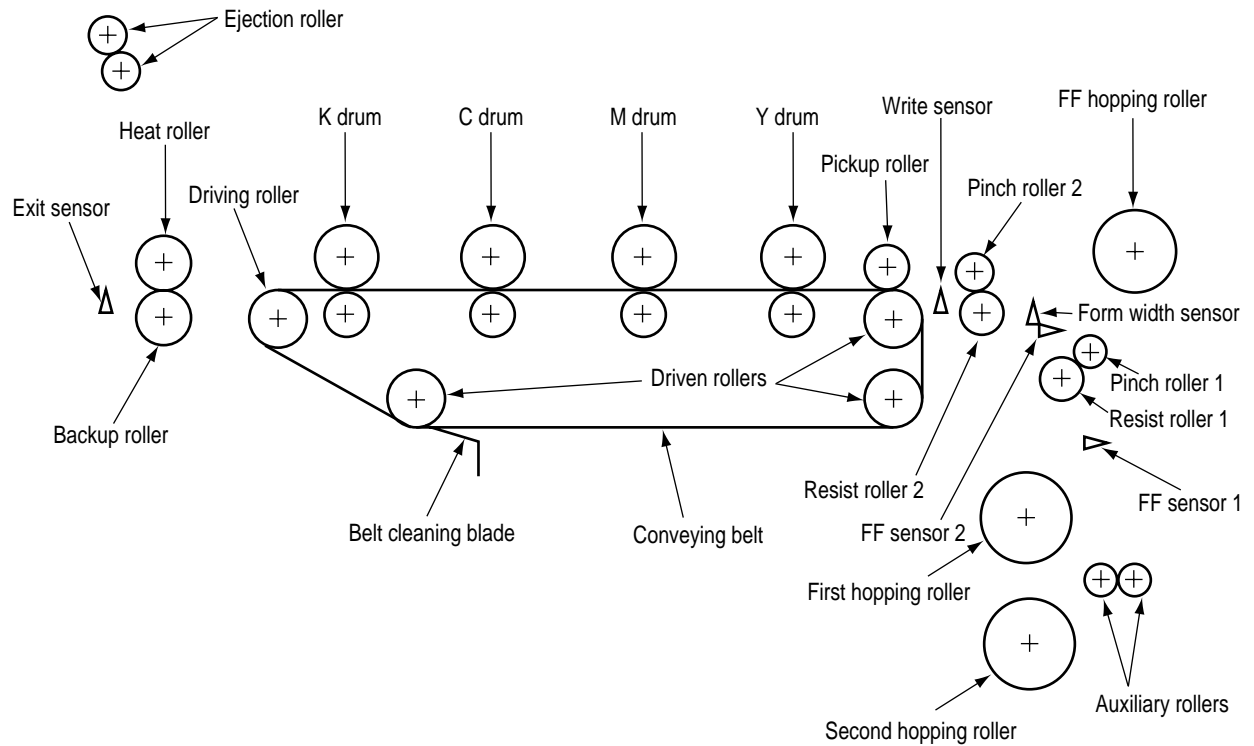 Ejection roller
FF hopping roller
Write sensor
K drum
C drum
M drum
Y drum
Heat roller
Pickup roller
Pinch roller 2
Driving roller
Exit sensor
Form width sensor
Driven rollers
Pinch roller 1
Resist roller 1
Backup roller
Resist roller 2
FF sensor 1
Belt cleaning blade
Conveying belt
FF sensor 2
First hopping roller
Auxiliary rollers
Second hopping roller